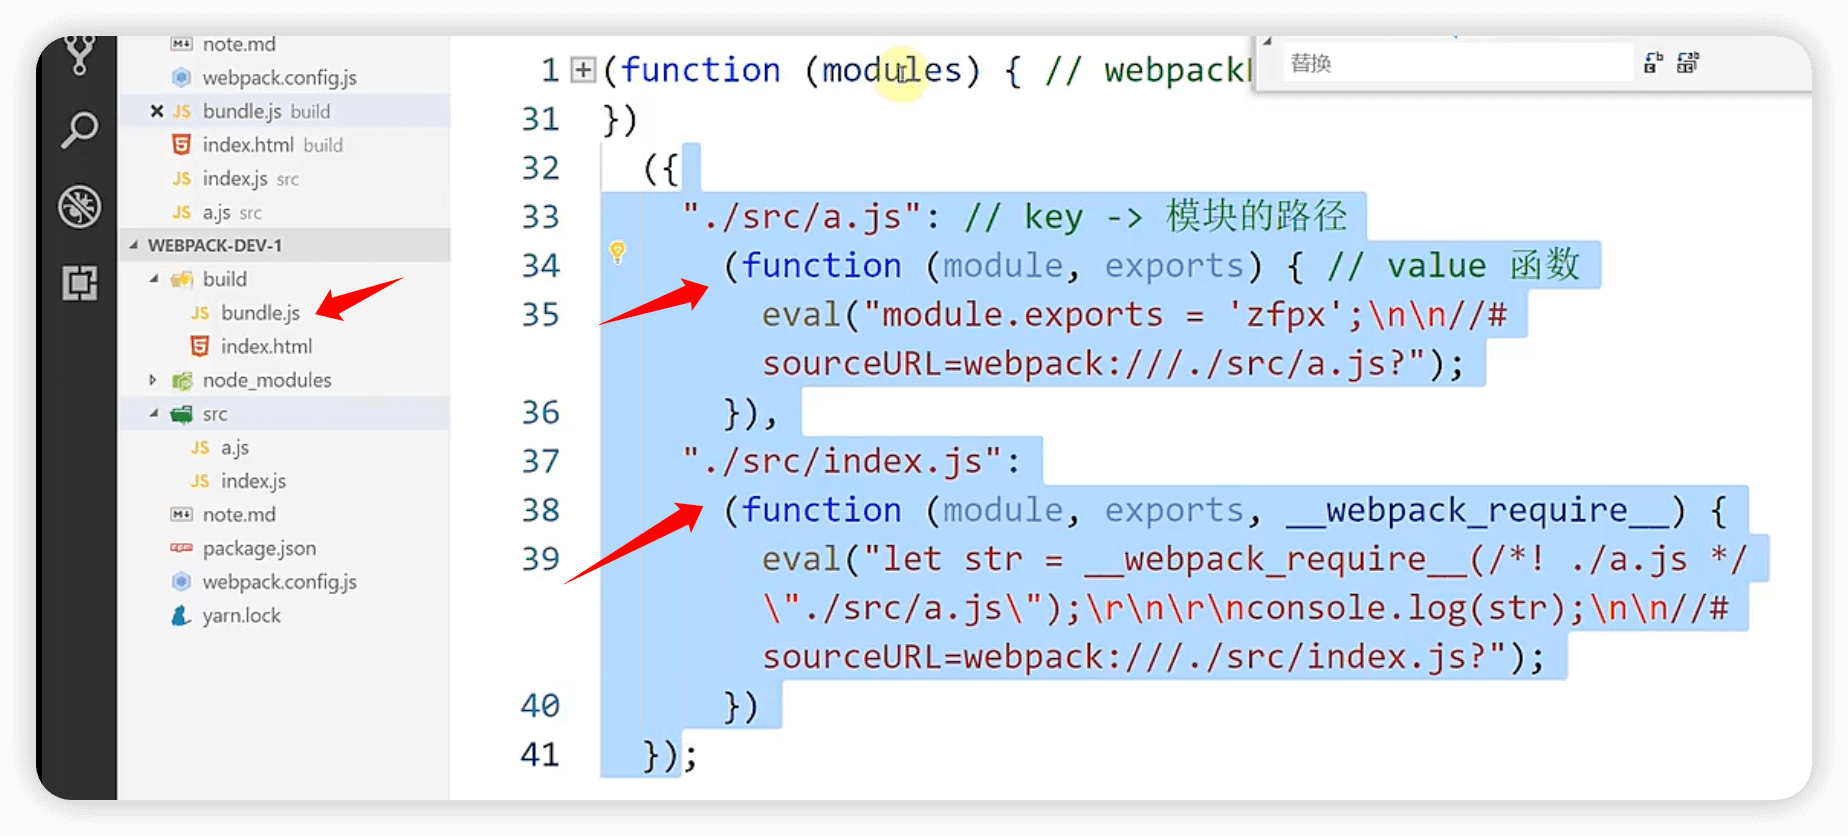 note.md
webpack.config.js
bundle.js build
index.html build
index.js src
a.js src
WEBPACK-DEV-1
build
bundle.js
index.html
node_modules
src
a.js
index.js
note.md
package.json
webpack.config.js
yarn.lock
替换
1 (function (modules) { // webpack
31 })
32 ({
33 "./src/a.js": // key -> 模块的路径
34 (function (module, exports) { // value 函数
35 eval("module.exports = 'zfpx';\n\n//#
sourceURL=webpack:///./src/a.js?");
36 }),
37 "./src/index.js":
38 (function (module, exports, __webpack_require__) {
39 eval("let str = __webpack_require__(/*! ./a.js */
\"./src/a.js\");\r\n\r\nconsole.log(str);\n\n//#
sourceURL=webpack:///./src/index.js?");
40 })
41 });